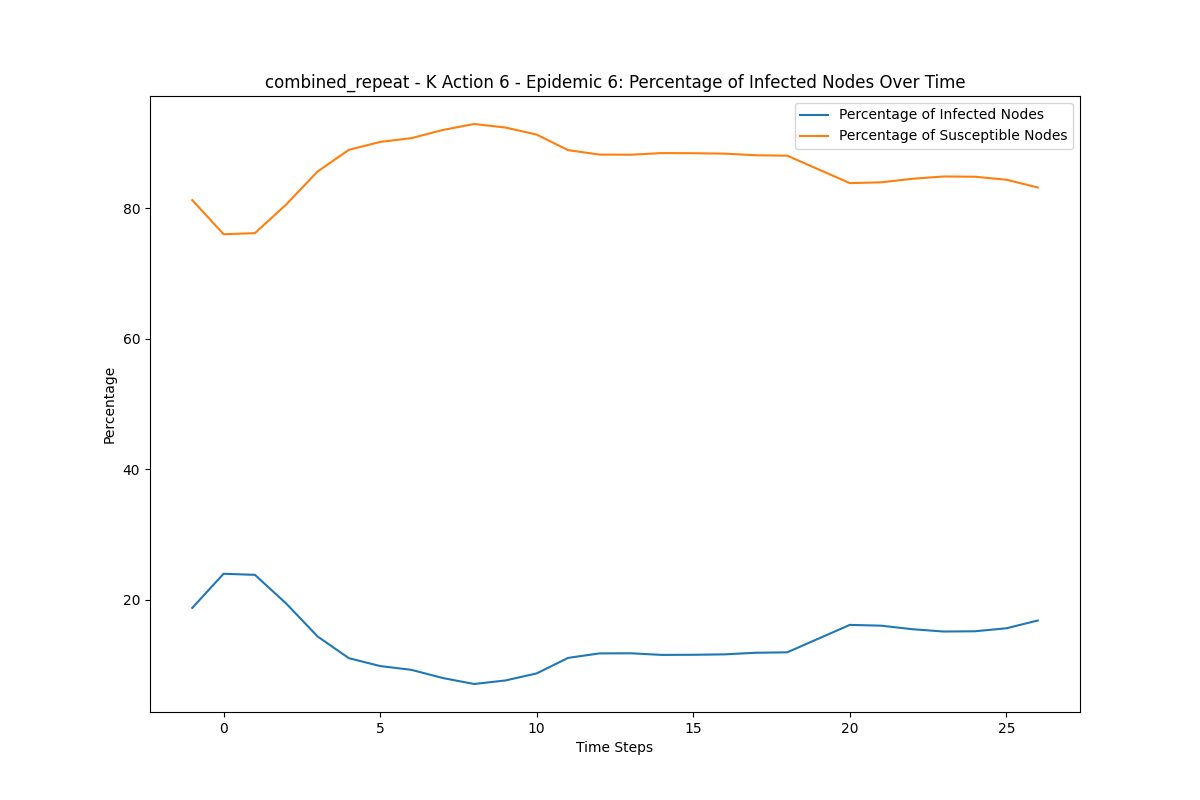 combined_repeat - K Action 6 - Epidemic 6: Percentage of Infected Nodes Over Time
Percentage of Infected Nodes
Percentage of Susceptible Nodes
80
60
40
20
Percentage
0 5 10 15 20 25
Time Steps